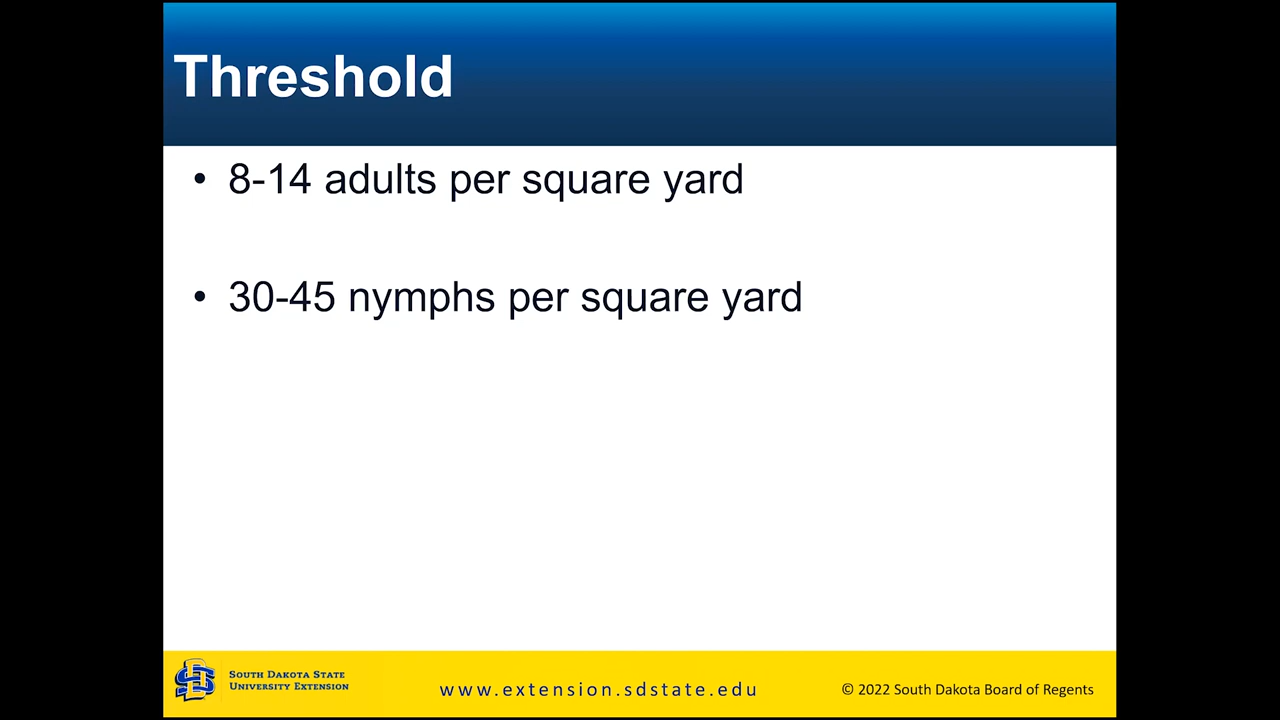 Threshold
• 8-14 adults per square yard
• 30-45 nymphs per square yard
SOUTH DAKOTA STATE
UNIVERSITY EXTENSION
www.extension.sdstate.edu
© 2022 South Dakota Board of Regents